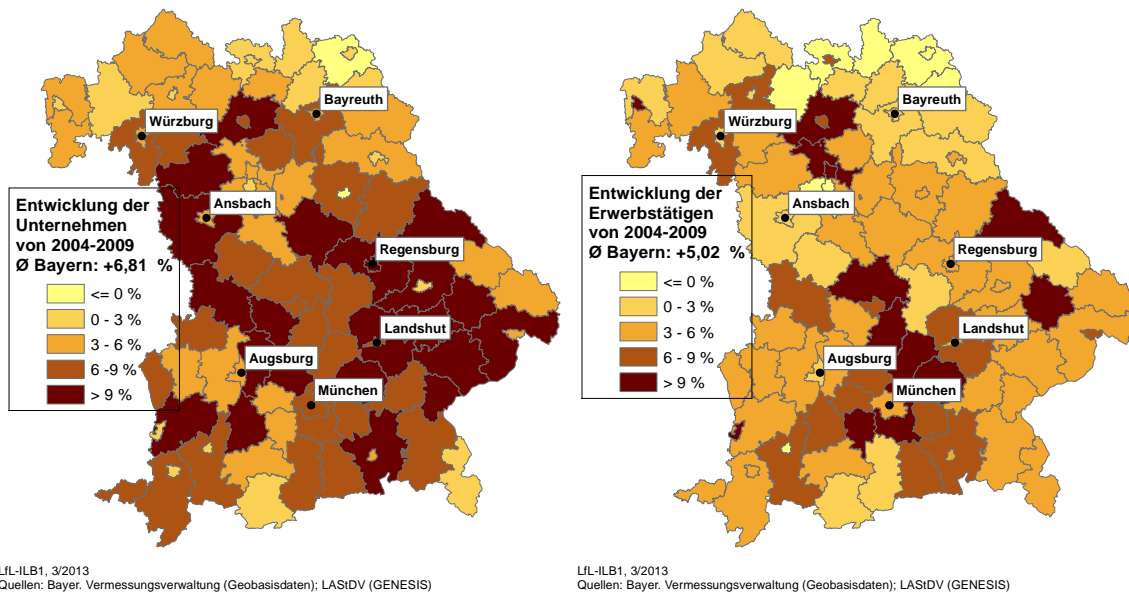 Bayreuth
Würzburg
Entwicklung der
Unternehmen
von 2004-2009
Ø Bayern: +6,81 %
<= 0 %
0 - 3 %
3 - 6 %
6 -9 %
> 9 %
Ansbach
Regensburg
Landshut
Augsburg
München
LfL-ILB1, 3/2013
Quellen: Bayer. Vermessungsverwaltung (Geobasisdaten); LAStDV (GENESIS)
Bayreuth
Würzburg
Entwicklung der
Erwerbstätigen
von 2004-2009
Ø Bayern: +5,02 %
<= 0 %
0 - 3 %
3 - 6 %
6 - 9 %
> 9 %
Ansbach
Regensburg
Landshut
Augsburg
München
LfL-ILB1, 3/2013
Quellen: Bayer. Vermessungsverwaltung (Geobasisdaten); LAStDV (GENESIS)